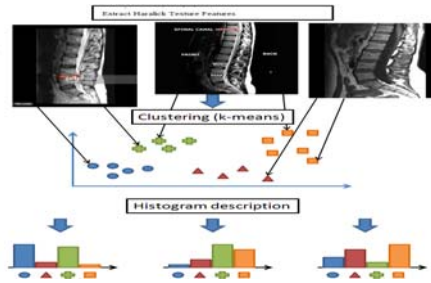 Extract Haralick Texture Features
SPINAL CANAL
FRONT
BACK
Clustering (k-means)
Histogram description